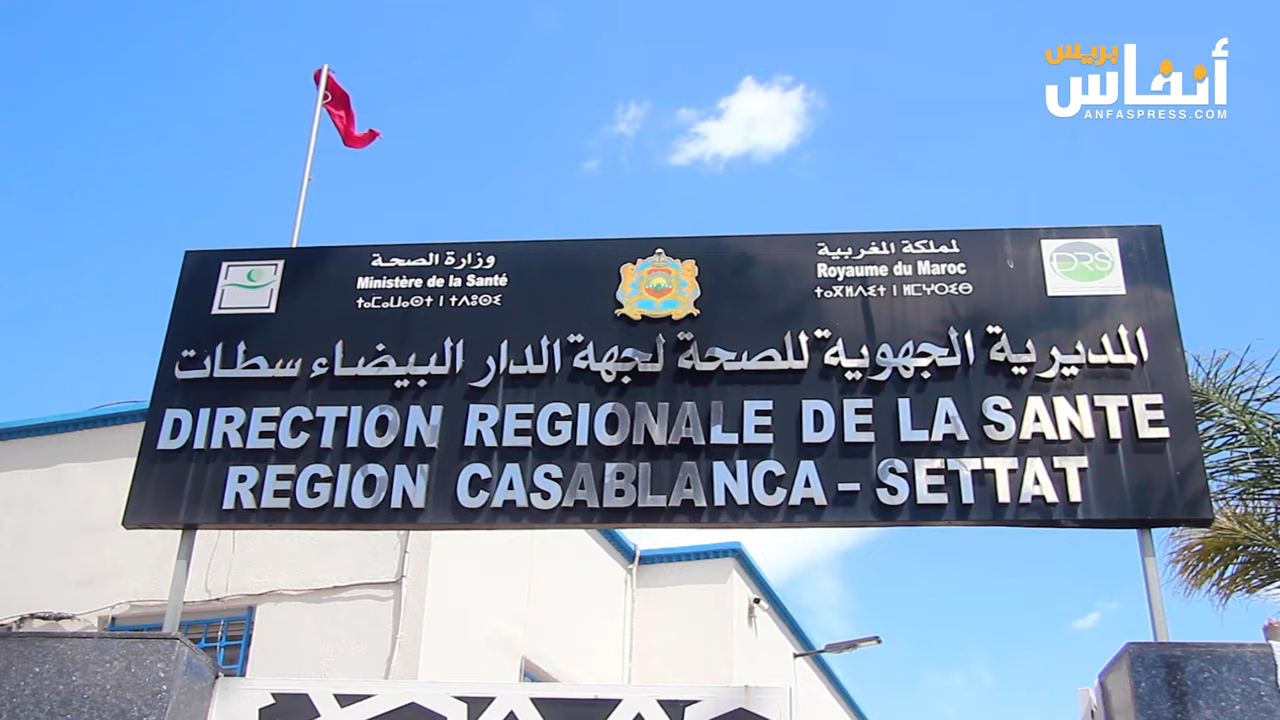 بريس
أنفاس
ANFASPRESS.COM
وزارة الصحة
Ministère de la Santé
ⵜⴰⵎⴰⵡⴰⵙⵜ ⵏ ⵜⴷⵓⵙⵉ
لمملكة المغربية
Royaume du Maroc
ⵜⴰⴳⵍⴷⵉⵜ ⵏ ⵍⵎⵖⵔⵉⴱ
DRS
المديرية الجهوية للصحة لجهة الدار البيضاء سطات
DIRECTION REGIONALE DE LA SANTE
REGION CASABLANCA - SETTAT